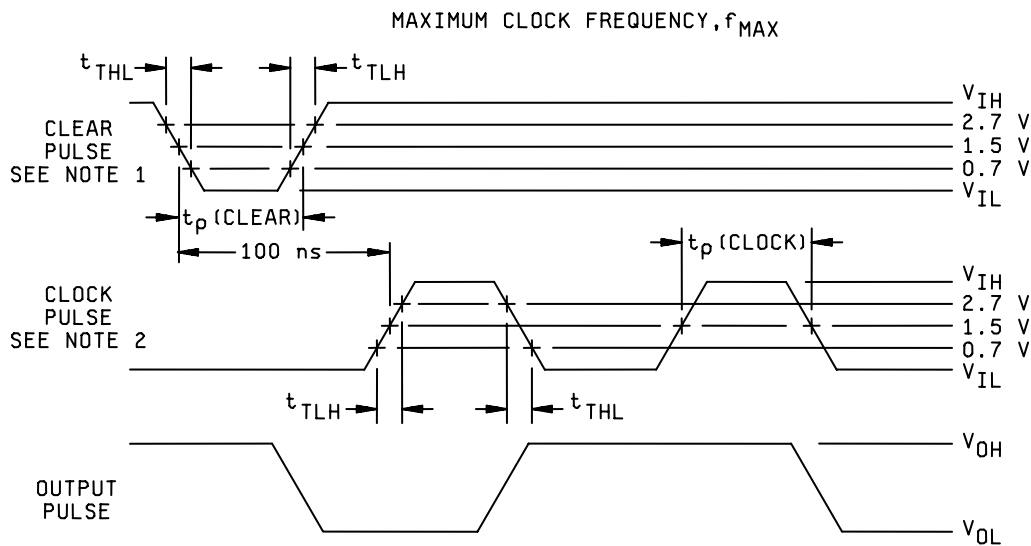 MAXIMUM CLOCK FREQUENCY, fMAX
tTHL
tTLH
CLEAR
PULSE
SEE NOTE 1
VIH
2.7 V
1.5 V
0.7 V
VIL
tp (CLEAR)
100 ns
tp (CLOCK)
CLOCK
PULSE
SEE NOTE 2
VIH
2.7 V
1.5 V
0.7 V
VIL
tTLH
tTHL
OUTPUT
PULSE
VOH
VOL